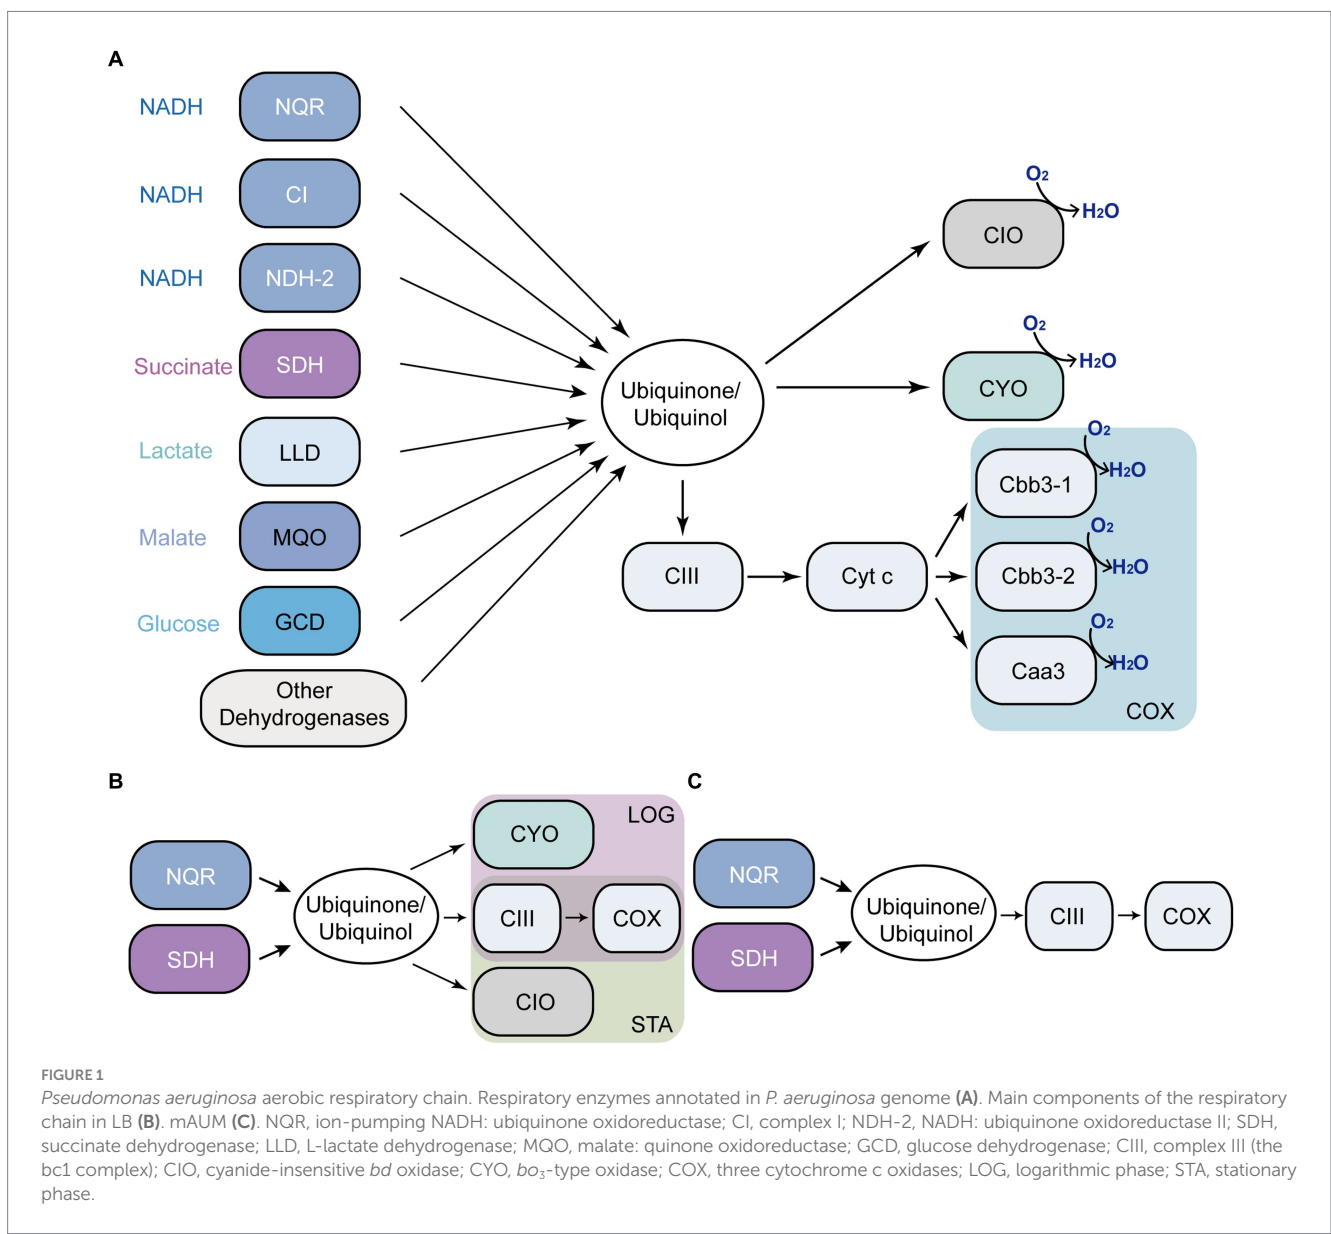 A
NADH
NQR
NADH
CI
NADH
NDH-2
Succinate
SDH
Lactate
LLD
Malate
MQO
Glucose
GCD
Other
Dehydrogenases
Ubiquinone/
Ubiquinol
O2
H2O
CIO
O2
H2O
CYO
CIII
Cyt c
O2
H2O
Cbb3-1
O2
H2O
Cbb3-2
O2
H2O
Caa3
COX
B
NQR
SDH
Ubiquinone/
Ubiquinol
CYO
LOG
CIII
COX
CIO
STA
C
NQR
SDH
Ubiquinone/
Ubiquinol
CIII
COX
FIGURE 1
Pseudomonas aeruginosa aerobic respiratory chain. Respiratory enzymes annotated in P. aeruginosa genome (A). Main components of the respiratory
chain in LB (B). mAUM (C). NQR, ion-pumping NADH: ubiquinone oxidoreductase; CI, complex I; NDH-2, NADH: ubiquinone oxidoreductase II; SDH,
succinate dehydrogenase; LLD, L-lactate dehydrogenase; MQO, malate: quinone oxidoreductase; GCD, glucose dehydrogenase; CIII, complex III (the
bc1 complex); CIO, cyanide-insensitive bd oxidase; CYO, bo3-type oxidase; COX, three cytochrome c oxidases; LOG, logarithmic phase; STA, stationary
phase.